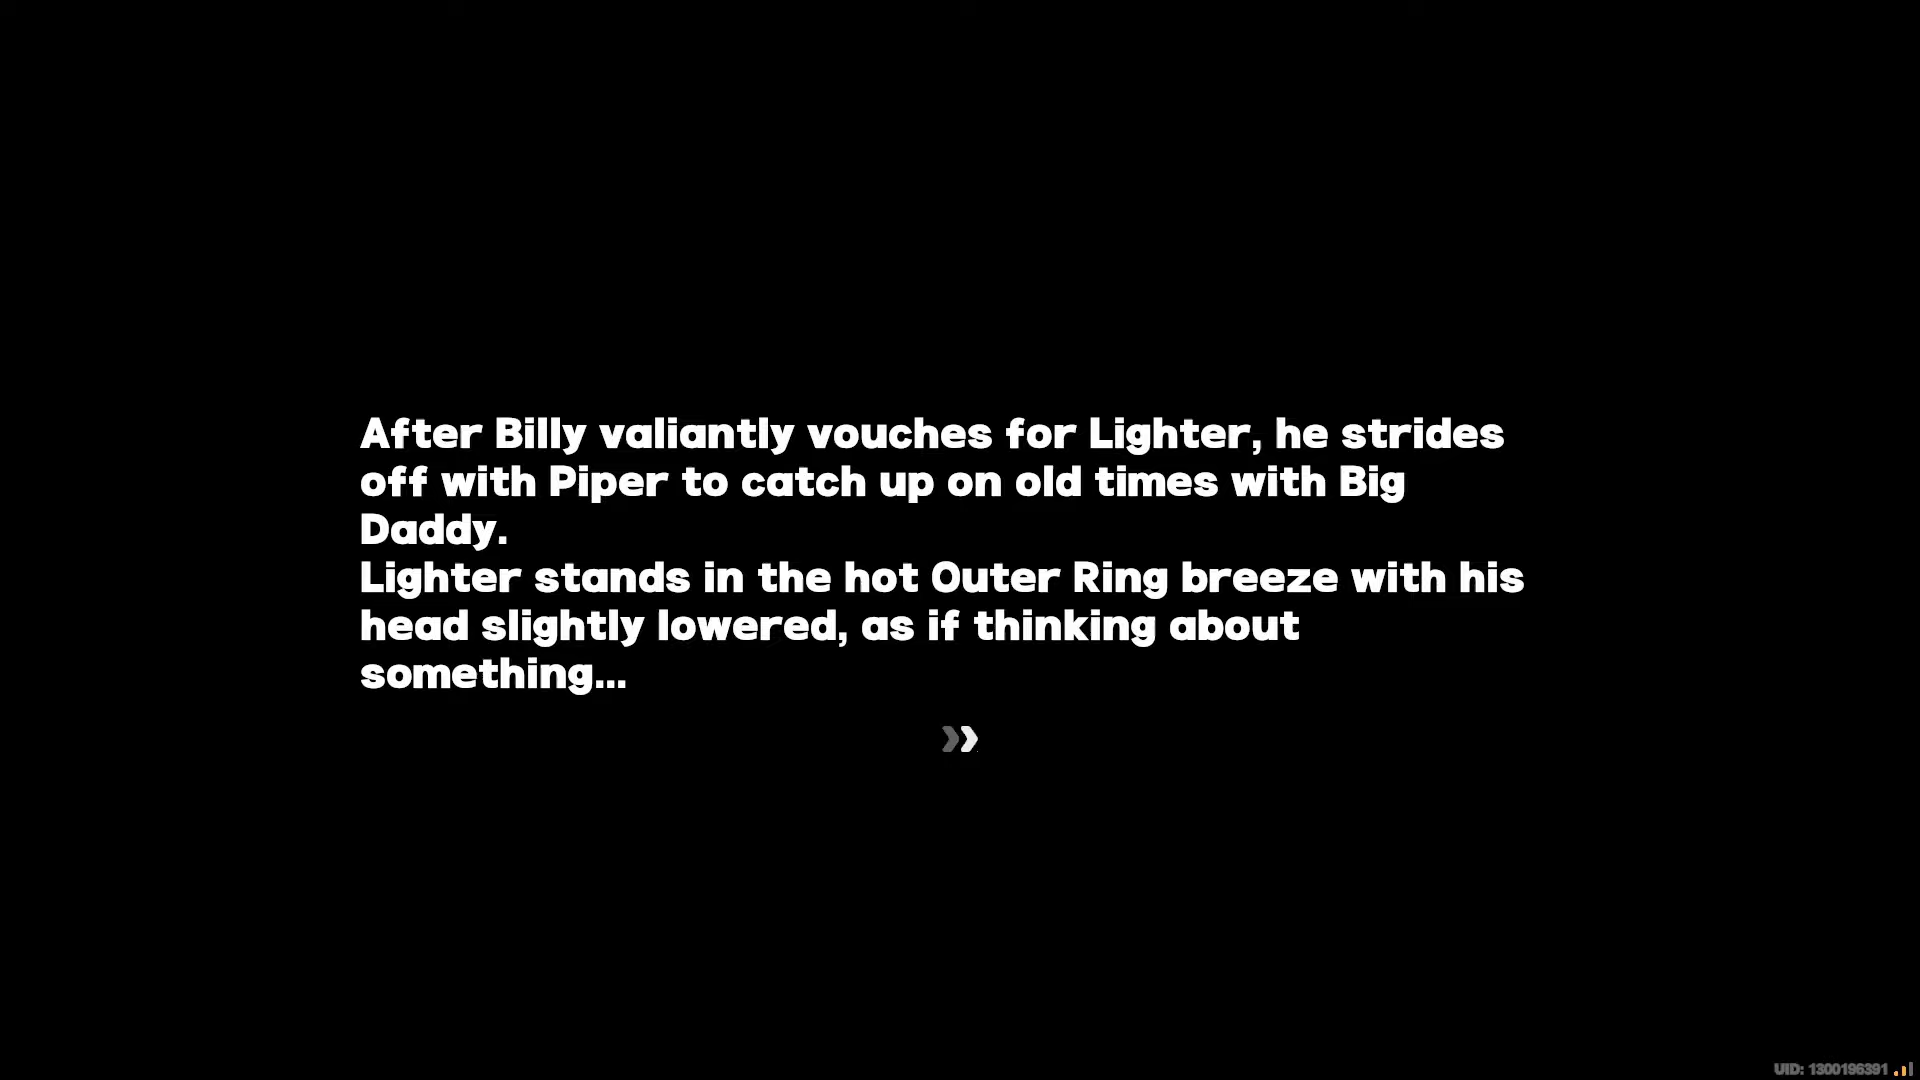 After Billy valiantly vouches for Lighter, he strides
off with Piper to catch up on old times with Big
Daddy.
Lighter stands in the hot Outer Ring breeze with his
head slightly lowered, as if thinking about
something...
UID: 1300196391